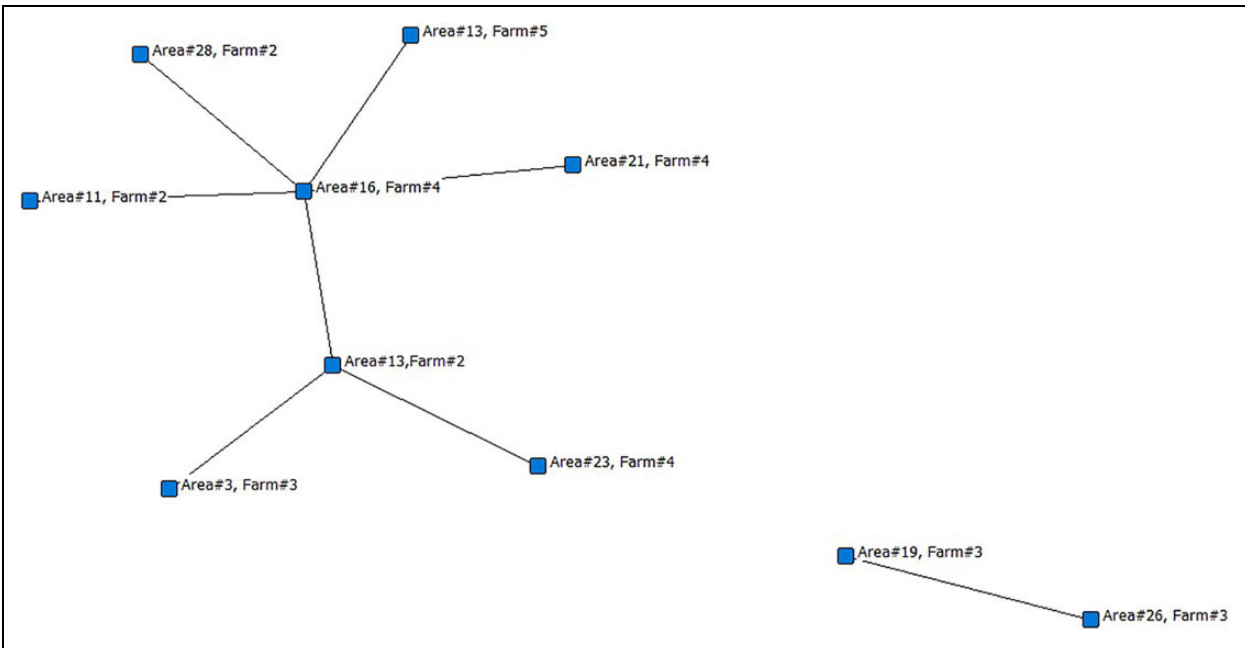 Area#28, Farm#2
Area#13, Farm#5
Area#21, Farm#4
Area#16, Farm#4
Area#11, Farm#2
Area#13,Farm#2
Area#23, Farm#4
Area#3, Farm#3
Area#19, Farm#3
Area#26, Farm#3